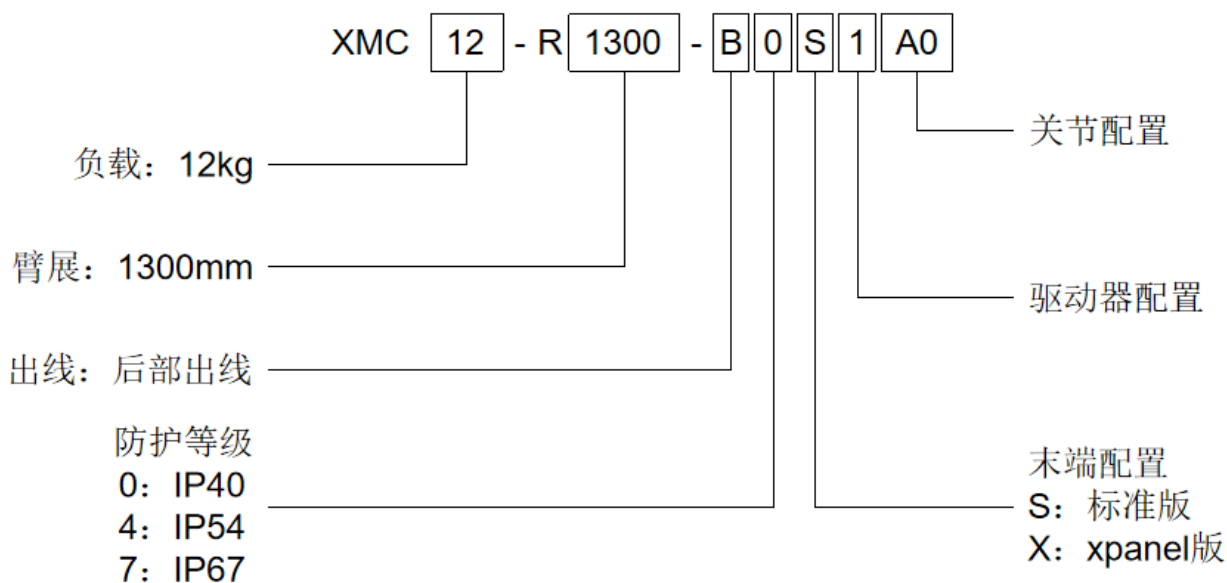 XMC 12 - R 1300 - B 0 S 1 A0
关节配置
负载：12kg
臂展：1300mm
驱动器配置
出线：后部出线
防护等级
0：IP40
4：IP54
7：IP67
末端配置
S：标准版
X：xpanel版